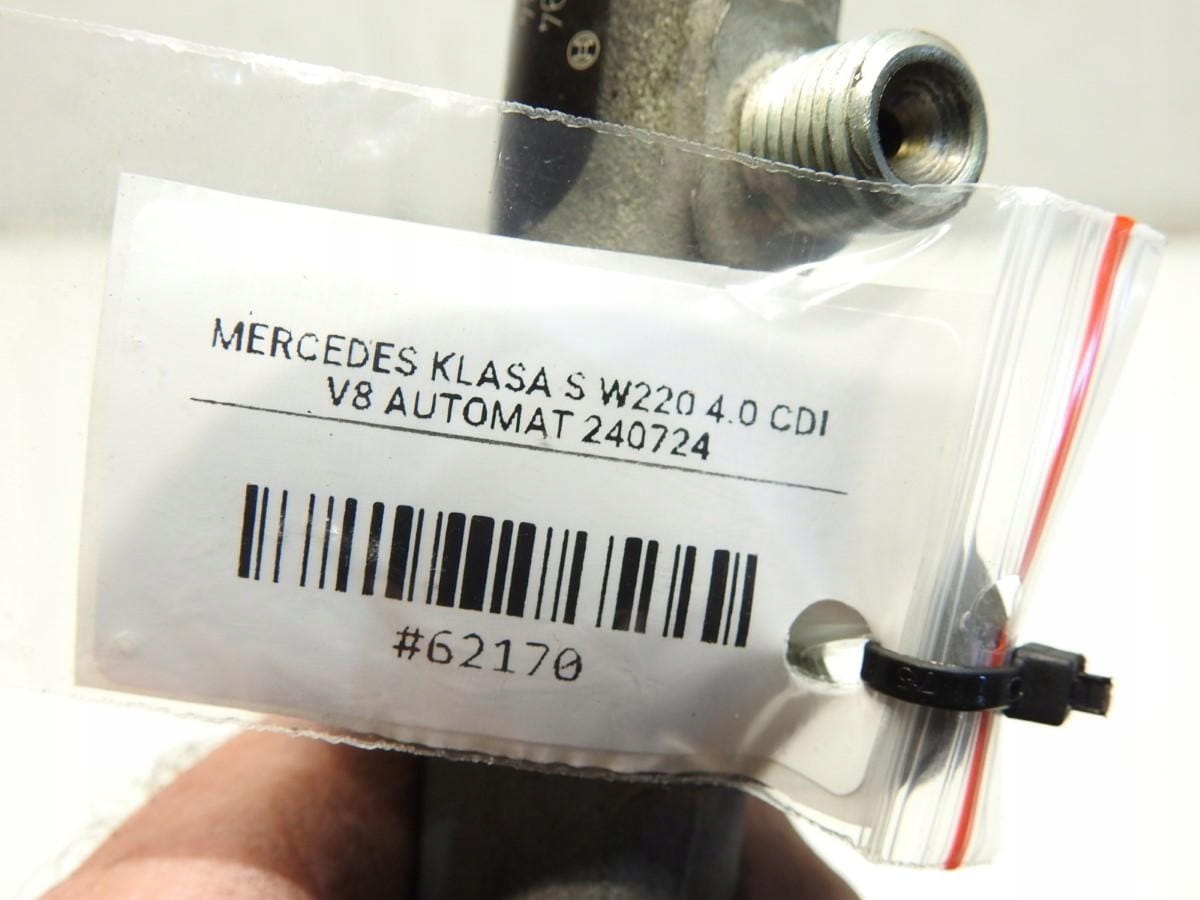 MERCEDES KLASA S W220 4.0 CDI
V8 AUTOMAT 240724
#62170